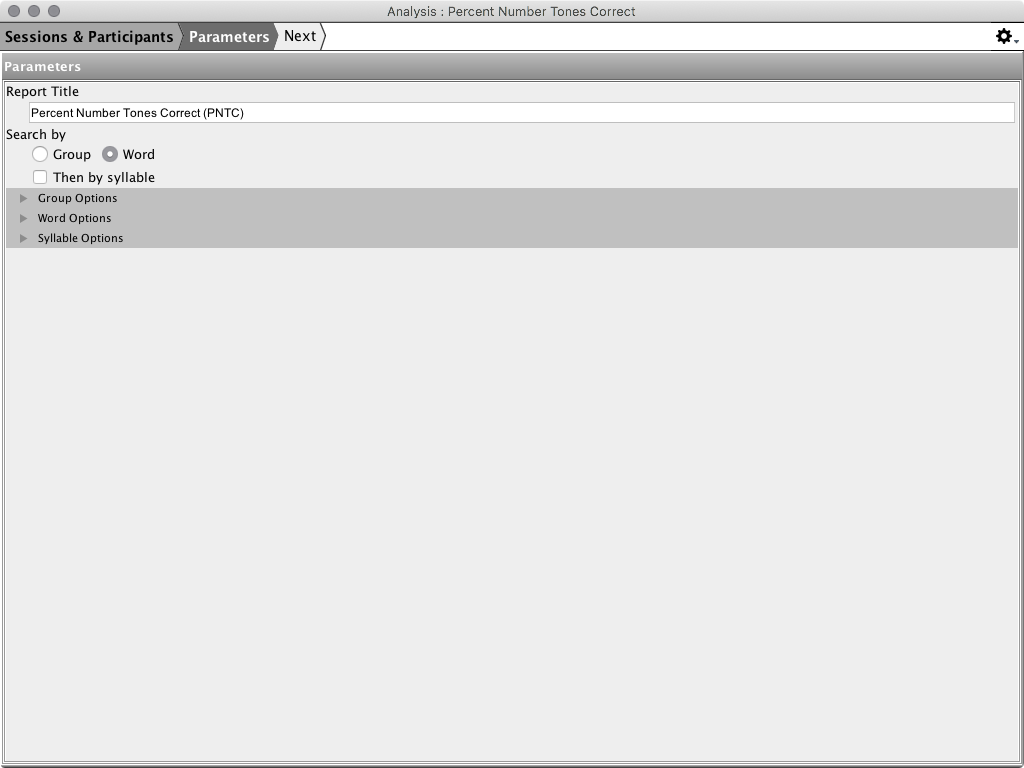 Analysis : Percent Number Tones Correct
Sessions & Participants Parameters Next
Parameters
Report Title
Percent Number Tones Correct (PNTC)
Search by
Group Word
Then by syllable
Group Options
Word Options
Syllable Options